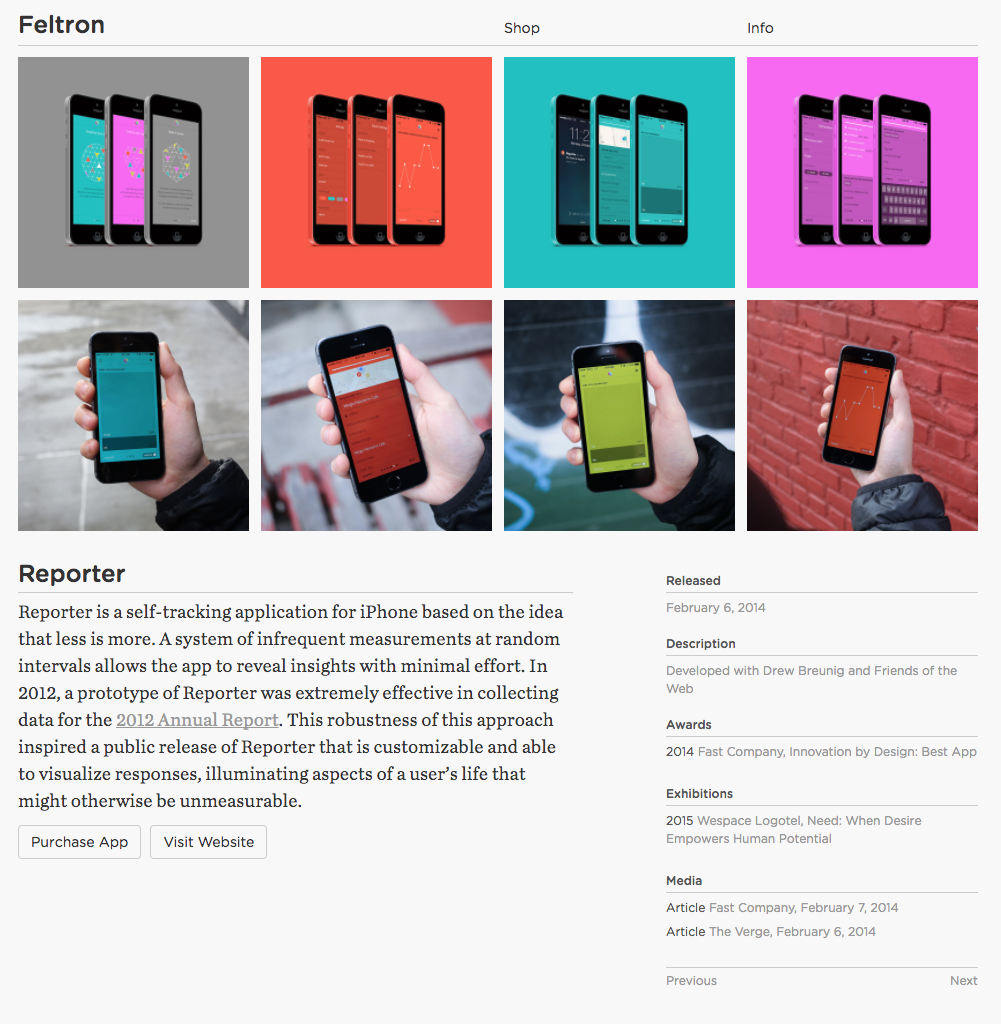 Feltron
Shop
Info
Reporter
Reporter is a self-tracking application for iPhone based on the idea
that less is more. A system of infrequent measurements at random
intervals allows the app to reveal insights with minimal effort. In
2012, a prototype of Reporter was extremely effective in collecting
data for the 2012 Annual Report. This robustness of this approach
inspired a public release of Reporter that is customizable and able
to visualize responses, illuminating aspects of a user’s life that
might otherwise be unmeasurable.
Purchase App
Visit Website
Released
February 6, 2014
Description
Developed with Drew Breunig and Friends of the
Web
Awards
2014 Fast Company, Innovation by Design: Best App
Exhibitions
2015 Wespace Logotel, Need: When Desire
Empowers Human Potential
Media
Article Fast Company, February 7, 2014
Article The Verge, February 6, 2014
Previous
Next